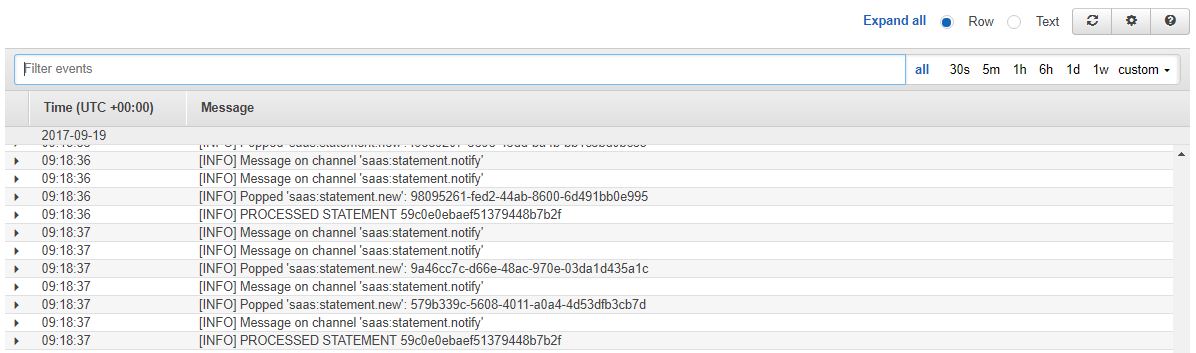 Expand all Row Text
Filter events all 30s 5m 1h 6h 1d 1w custom
Time (UTC +00:00) Message
2017-09-19
09:18:36 [INFO] Message on channel 'saas:statement.notify'
09:18:36 [INFO] Message on channel 'saas:statement.notify'
09:18:36 [INFO] Popped 'saas:statement.new': 98095261-fed2-44ab-8600-6d491bb0e995
09:18:36 [INFO] PROCESSED STATEMENT 59c0e0ebaef51379448b7b2f
09:18:37 [INFO] Message on channel 'saas:statement.notify'
09:18:37 [INFO] Message on channel 'saas:statement.notify'
09:18:37 [INFO] Popped 'saas:statement.new': 9a46cc7c-d66e-48ac-970e-03da1d435a1c
09:18:37 [INFO] Message on channel 'saas:statement.notify'
09:18:37 [INFO] Popped 'saas:statement.new': 579b339c-5608-4011-a0a4-4d53dfb3cb7d
09:18:37 [INFO] Message on channel 'saas:statement.notify'
09:18:37 [INFO] PROCESSED STATEMENT 59c0e0ebaef51379448b7b2f